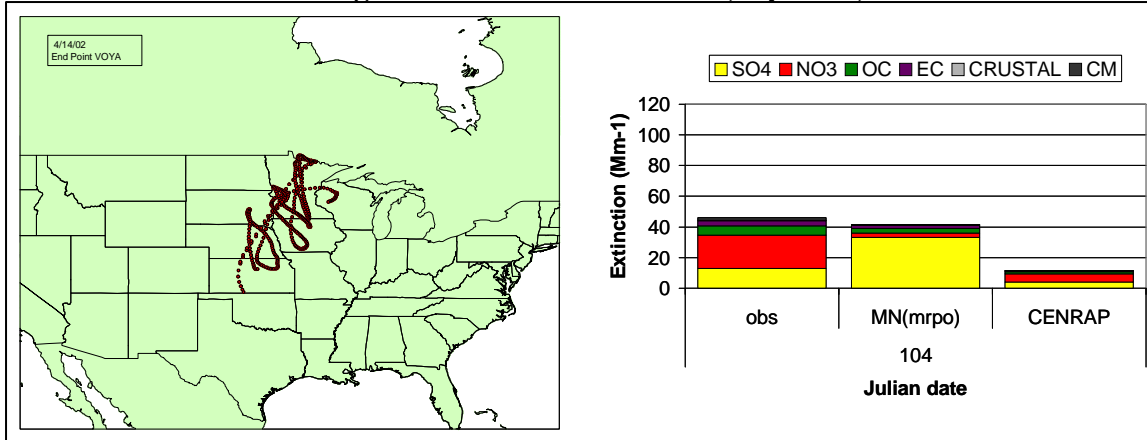 4/14/02
End Point VOYA
SO4 NO3 OC EC CRUSTAL CM
Extinction (Mm-1)
120
100
80
60
40
20
0
obs MN(mrpo) CENRAP
104
Julian date